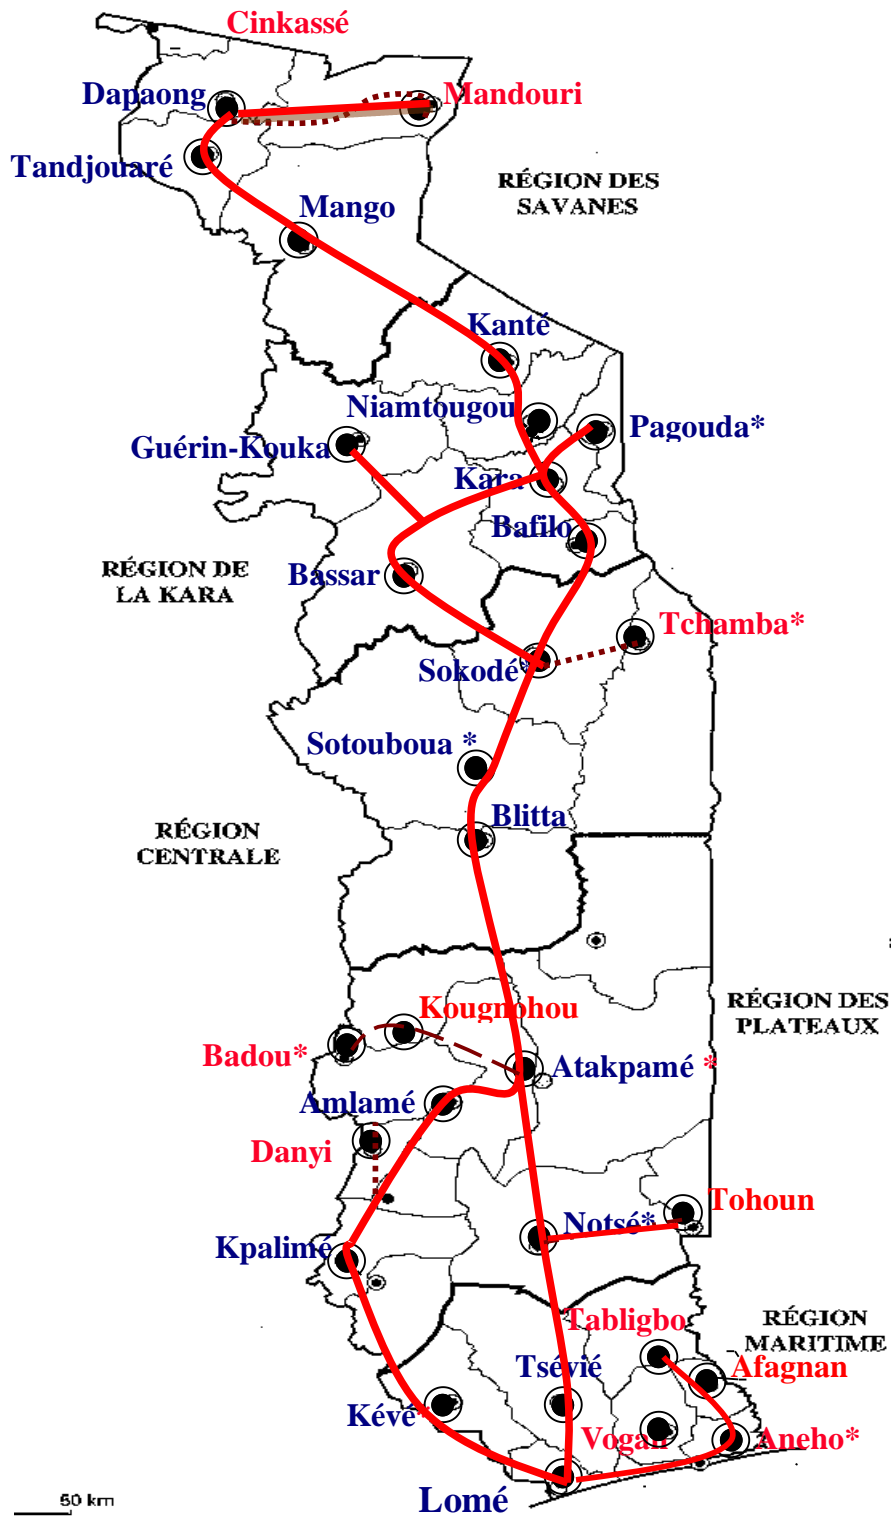 Cinkassé
Dapaong
Mandouri
Tandjouaré
RÉGION DES
SAVANES
Mango
Kanté
Niamtougou
Pagouda*
Guérin-Kouka
Kara
Bafilo
RÉGION DE
LA KARA
Bassar
Tchamba*
Sokodé*
Sotouboua *
Blitta
RÉGION
CENTRALE
Kougnohou
RÉGION DES
PLATEAUX
Badou*
Atakpamé *
Amlamé
Danyi
Tohoun
Notsé*
Kpalimé
Tabligbo
RÉGION
MARITIME
Tsévié
Afagnan
Kévé*
Vogan
Aneho*
Lomé
50 km